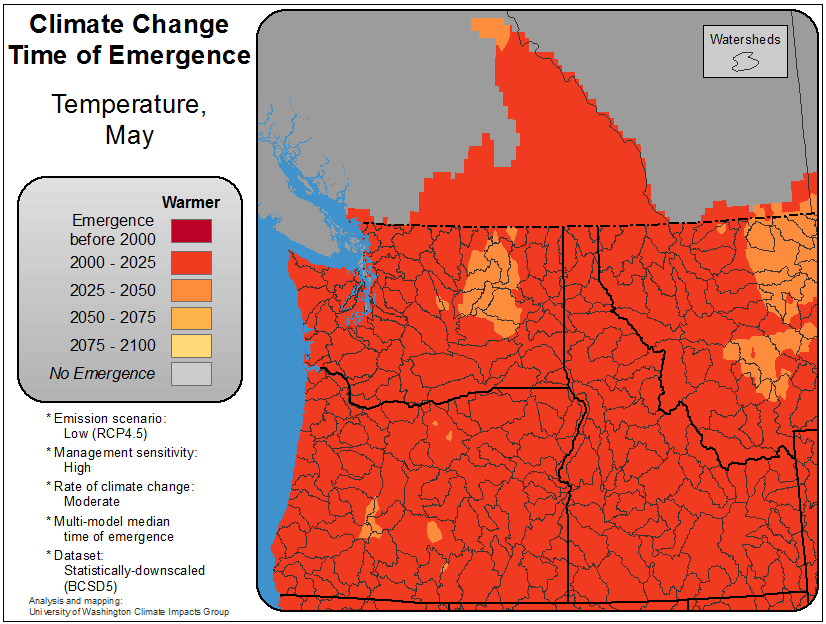 Climate Change
Time of Emergence
Temperature,
May
Warmer
Emergence
before 2000
2000 - 2025
2025 - 2050
2050 - 2075
2075 - 2100
No Emergence
* Emission scenario:
Low (RCP4.5)
* Management sensitivity:
High
* Rate of climate change:
Moderate
* Multi-model median
time of emergence
* Dataset:
Statistically-downscaled
(BCSD5)
Analysis and mapping:
University of Washington Climate Impacts Group
Watersheds